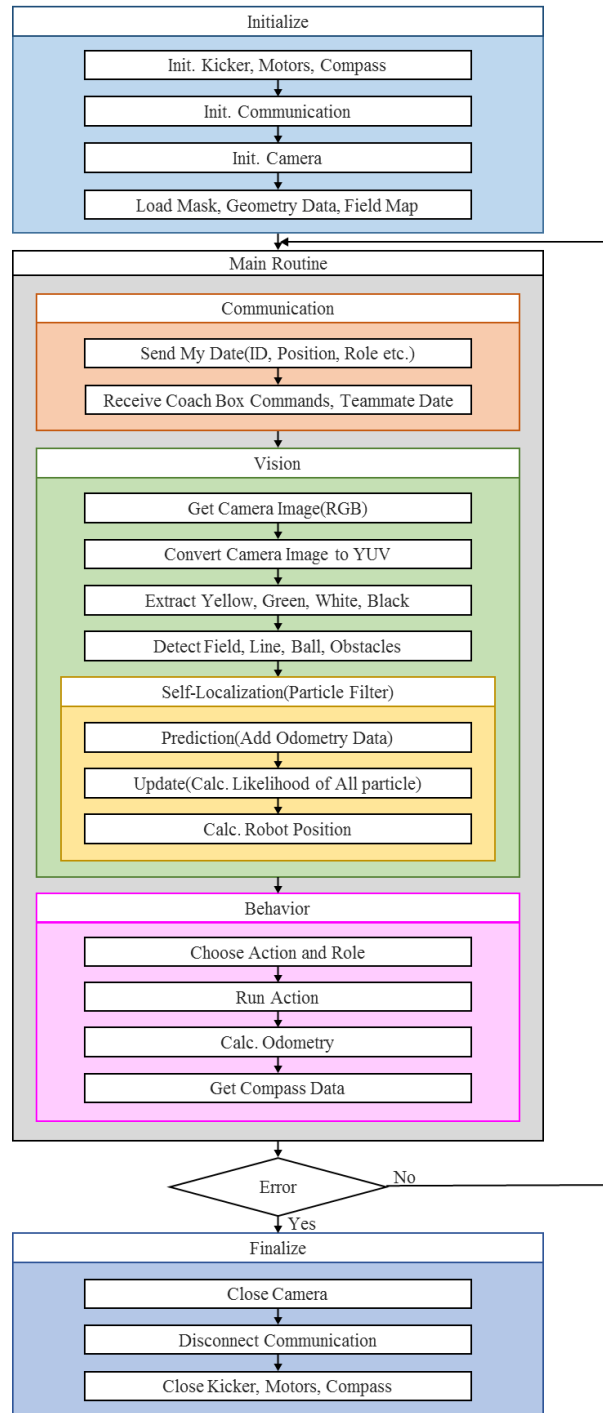 Initialize
Init. Kicker, Motors, Compass
Init. Communication
Init. Camera
Load Mask, Geometry Data, Field Map
Main Routine
Communication
Send My Date(ID, Position, Role etc.)
Receive Coach Box Commands, Teammate Date
Vision
Get Camera Image(RGB)
Convert Camera Image to YUV
Extract Yellow, Green, White, Black
Detect Field, Line, Ball, Obstacles
Self-Localization(Particle Filter)
Prediction(Add Odometry Data)
Update(Calc. Likelihood of All particle)
Calc. Robot Position
Behavior
Choose Action and Role
Run Action
Calc. Odometry
Get Compass Data
Error
No
Yes
Finalize
Close Camera
Disconnect Communication
Close Kicker, Motors, Compass